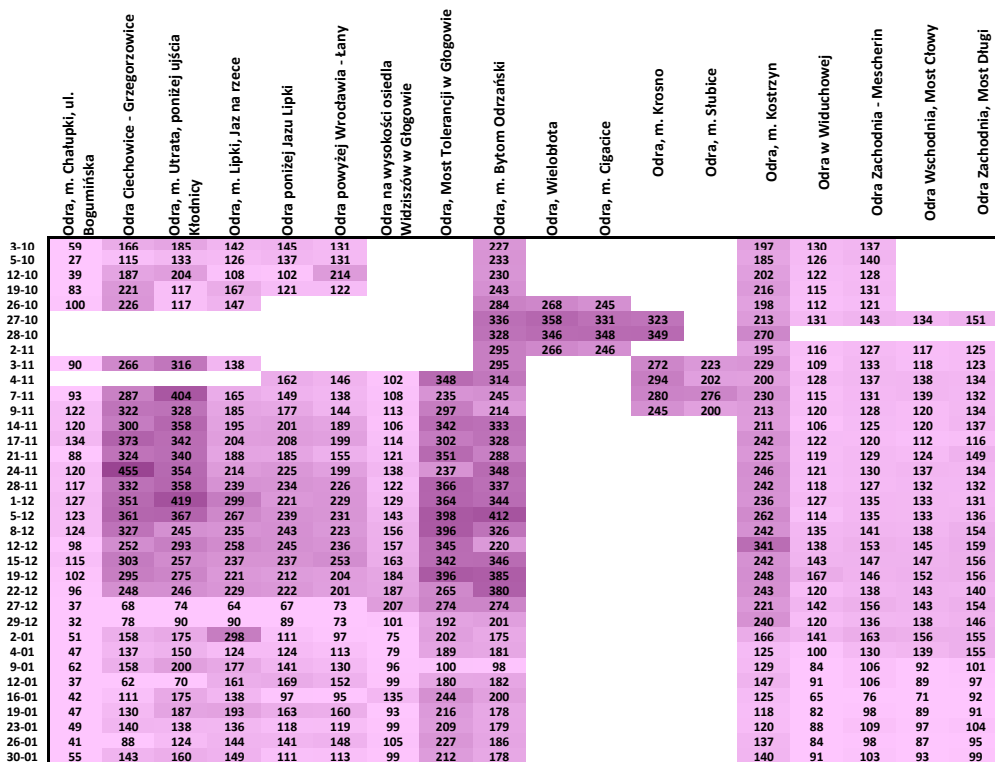 Odra, m. Chałupki, ul. Bogumińska
Odra Ciechowice - Grzegorzowice
Odra, m. Utrata, poniżej ujścia Kłodnicy
Odra, m. Lipki, Jaz na rzece
Odra poniżej Jazu Lipki
Odra powyżej Wrocławia - Łany
Odra na wysokości osiedla Widziszów w Głogowie
Odra, Most Tolerancji w Głogowie
Odra, m. Bytom Odrzański
Odra, Wielobłota
Odra, m. Cigacice
Odra, m. Krosno
Odra, m. Słubice
Odra, m. Kostrzyn
Odra w Widuchowej
Odra Zachodnia - Mescherin
Odra Wschodnia, Most Cłowy
Odra Zachodnia, Most Długi
3-10 59 166 185 142 145 131 227 197 130 137
5-10 27 115 133 126 137 131 233 185 126 140
12-10 39 187 204 108 102 214 230 202 122 128
19-10 83 221 117 167 121 122 243 216 115 131
26-10 100 226 117 147 284 268 245 198 112 121
27-10 336 358 331 323 213 131 143 134 151
28-10 328 346 348 349 270
2-11 295 266 246 195 116 127 117 125
3-11 90 266 316 138 295 272 223 229 109 133 118 123
4-11 162 146 102 348 314 294 202 200 128 137 138 134
7-11 93 287 404 165 149 138 108 235 245 280 276 230 115 131 139 132
9-11 122 322 328 185 177 144 113 297 214 245 200 213 120 128 120 134
14-11 120 300 358 195 201 189 106 342 333 211 106 125 120 137
17-11 134 373 342 204 208 199 114 302 328 242 122 120 112 116
21-11 88 324 340 188 185 155 121 351 288 225 119 129 124 149
24-11 120 455 354 214 225 199 138 237 348 246 121 130 137 134
28-11 117 332 358 239 234 226 122 366 337 242 118 127 132 132
1-12 127 351 419 299 221 229 129 364 344 236 127 135 133 131
5-12 123 361 367 267 239 231 143 398 412 262 114 135 133 136
8-12 124 327 245 235 243 223 156 396 326 242 135 141 138 154
12-12 98 252 293 258 245 236 157 345 220 341 138 153 145 159
15-12 115 303 257 237 237 253 163 342 346 242 143 147 147 156
19-12 102 295 275 221 212 204 184 396 385 248 167 146 152 156
22-12 96 248 246 229 222 201 187 265 380 243 120 138 143 140
27-12 37 68 74 64 67 73 207 274 274 221 142 156 143 154
29-12 32 78 90 90 89 73 101 192 201 240 120 136 138 146
2-01 51 158 175 298 111 97 75 202 175 166 141 163 156 155
4-01 47 137 150 124 124 113 79 189 181 125 100 130 139 155
9-01 62 158 200 177 141 130 96 100 98 129 84 106 92 101
12-01 37 62 70 161 169 152 99 180 182 147 91 106 89 97
16-01 42 111 175 138 97 95 135 244 200 125 65 76 71 92
19-01 47 130 187 193 163 160 93 216 178 118 82 98 89 91
23-01 49 140 138 136 118 119 99 209 179 120 88 109 97 104
26-01 41 88 124 144 141 148 105 227 186 137 84 98 87 95
30-01 55 143 160 149 111 113 99 212 178 140 91 103 93 99